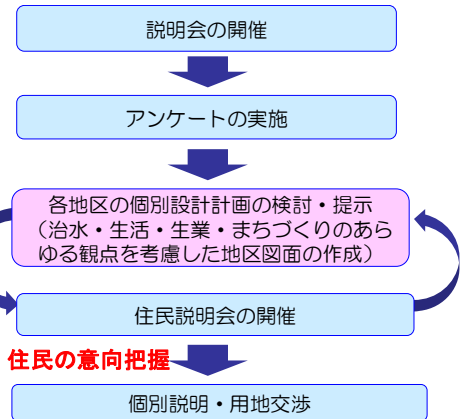 説明会の開催
アンケートの実施
各地区の個別設計計画の検討・提示
（治水・生活・生業・まちづくりのあら
ゆる観点を考慮した地区図面の作成）
住民説明会の開催
住民の意向把握
個別説明・用地交渉